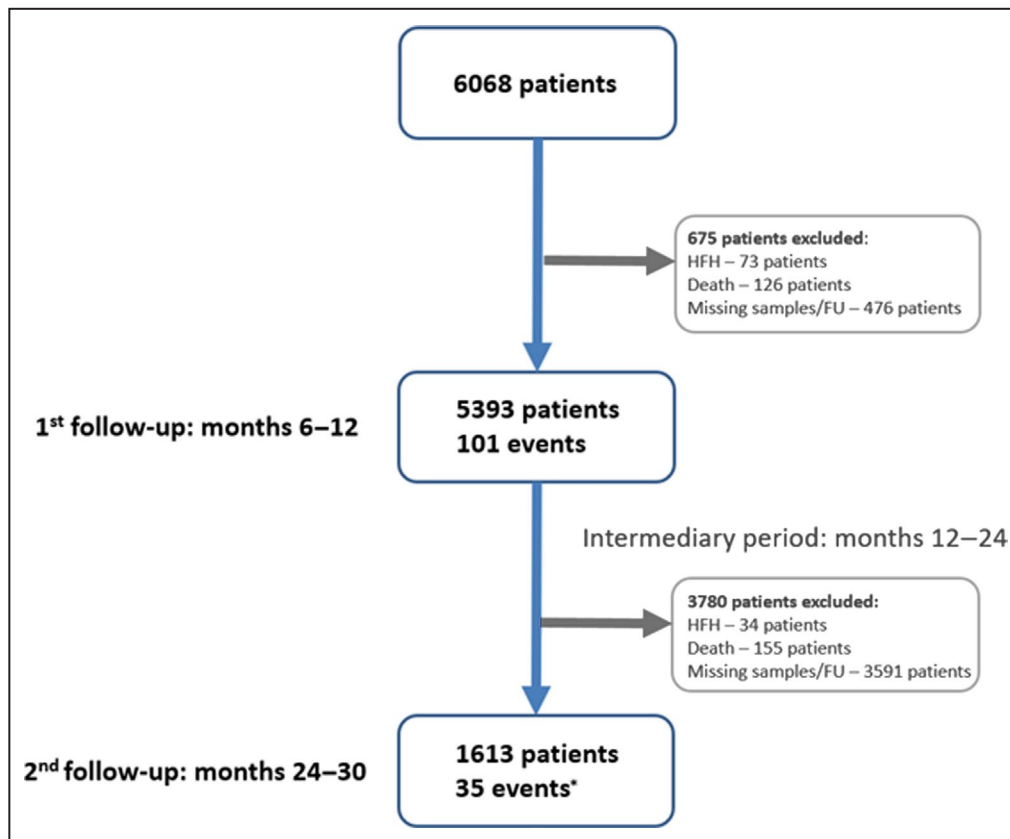 6068 patients
675 patients excluded:
HFH – 73 patients
Death – 126 patients
Missing samples/FU – 476 patients
1st follow-up: months 6–12
5393 patients
101 events
Intermediary period: months 12–24
3780 patients excluded:
HFH – 34 patients
Death – 155 patients
Missing samples/FU – 3591 patients
2nd follow-up: months 24–30
1613 patients
35 events*